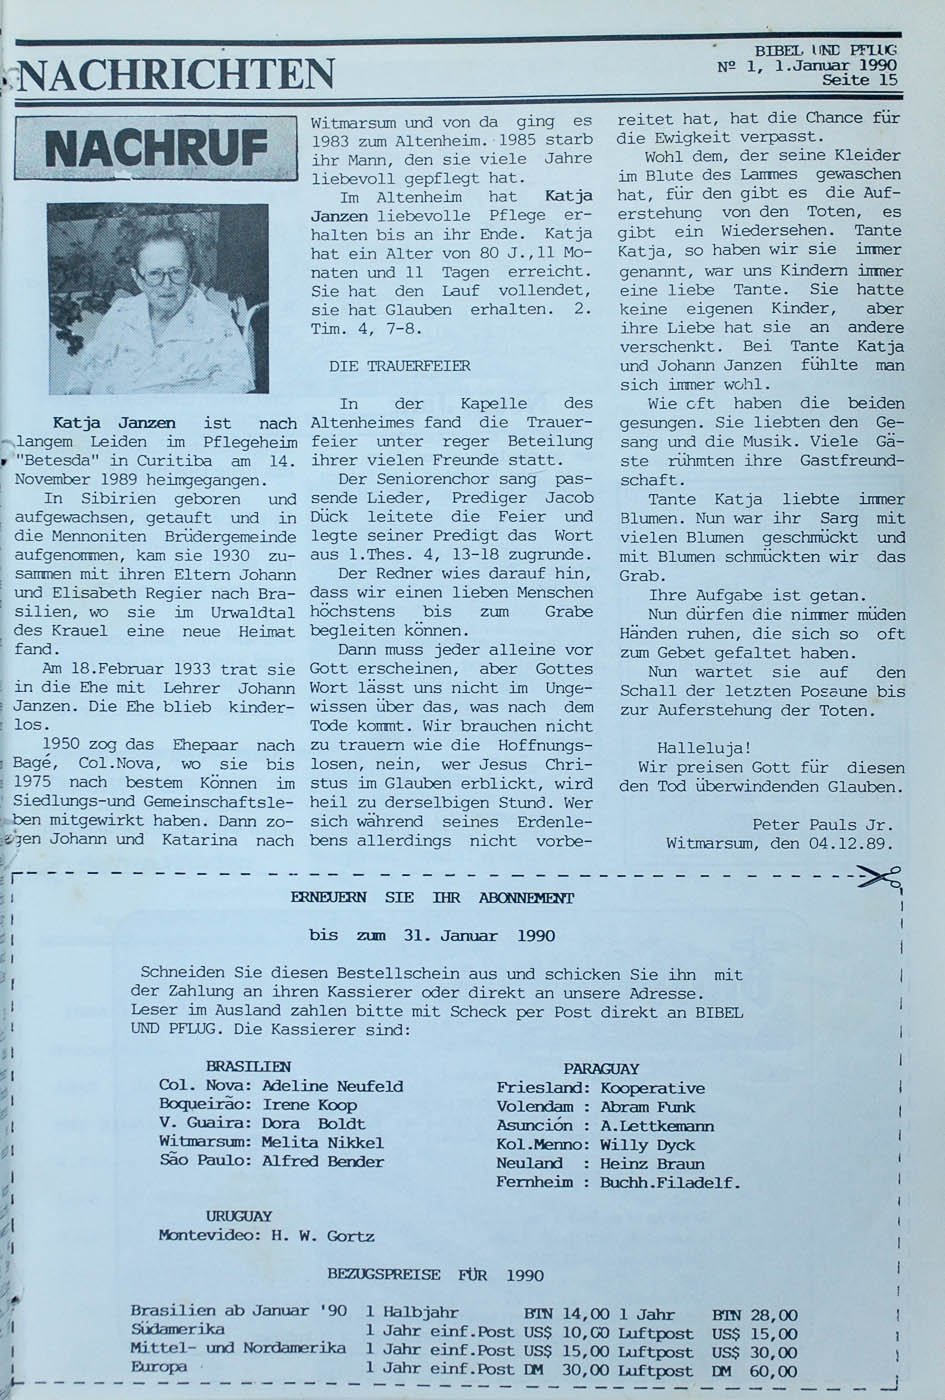 NACHRICHTEN
BIBEL UND PFLUG
Nº 1, 1.Januar 1990
Seite 15
NACHRUF
Katja Janzen ist nach
langem Leiden im Pflegeheim
"Betesda" in Curitiba am 14.
November 1989 heimgegangen.
In Sibirien geboren und
aufgewachsen, getauft und in
die Mennoniten Brüdergemeinde
aufgenommen, kam sie 1930 zu-
sammen mit ihren Eltern Johann
und Elisabeth Regier nach Bra-
silien, wo sie im Urwaldtal
des Krauel eine neue Heimat
fand.
Am 18.Februar 1933 trat sie
in die Ehe mit Lehrer Johann
Janzen. Die Ehe blieb kinder-
los.
1950 zog das Ehepaar nach
Bagé, Col.Nova, wo sie bis
1975 nach bestem Können im
Siedlungs-und Gemeinschaftsle-
ben mitgewirkt haben. Dann zo-
gen Johann und Katarina nach
Witmarsum und von da ging es
1983 zum Altenheim. 1985 starb
ihr Mann, den sie viele Jahre
liebevoll gepflegt hat.
Im Altenheim hat Katja
Janzen liebevolle Pflege er-
halten bis an ihr Ende. Katja
hat ein Alter von 80 J.,11 Mo-
naten und 11 Tagen erreicht.
Sie hat den Lauf vollendet,
sie hat Glauben erhalten. 2.
Tim. 4, 7-8.
DIE TRAUERFEIER
In der Kapelle des
Altenheimes fand die Trauer-
feier unter reger Beteilung
ihrer vielen Freunde statt.
Der Seniorenchor sang pas-
sende Lieder, Prediger Jacob
Dück leitete die Feier und
legte seiner Predigt das Wort
aus 1.Thes. 4, 13-18 zugrunde.
Der Redner wies darauf hin,
dass wir einen lieben Menschen
höchstens bis zum Grabe
begleiten können.
Dann muss jeder alleine vor
Gott erscheinen, aber Gottes
Wort lässt uns nicht im Unge-
wissen über das, was nach dem
Tode kommt. Wir brauchen nicht
zu trauern wie die Hoffnungs-
losen, nein, wer Jesus Chri-
stus im Glauben erblickt, wird
heil zu derselbigen Stund. Wer
sich während seines Erdenle-
bens allerdings nicht vorbe-
reitet hat, hat die Chance für
die Ewigkeit verpasst.
Wohl dem, der seine Kleider
im Blute des Lammes gewaschen
hat, für den gibt es die Auf-
erstehung von den Toten, es
gibt ein Wiedersehen. Tante
Katja, so haben wir sie immer
genannt, war uns Kindern immer
eine liebe Tante. Sie hatte
keine eigenen Kinder, aber
ihre Liebe hat sie an andere
verschenkt. Bei Tante Katja
und Johann Janzen fühlte man
sich immer wohl.
Wie oft haben die beiden
gesungen. Sie liebten den Ge-
sang und die Musik. Viele Gä-
ste rühmten ihre Gastfreund-
schaft.
Tante Katja liebte immer
Blumen. Nun war ihr Sarg mit
vielen Blumen geschmückt und
mit Blumen schmückten wir das
Grab.
Ihre Aufgabe ist getan.
Nun dürfen die nimmer müden
Händen ruhen, die sich so oft
zum Gebet gefaltet haben.
Nun wartet sie auf den
Schall der letzten Posaune bis
zur Auferstehung der Toten.
Halleluja!
Wir preisen Gott für diesen
den Tod überwindenden Glauben.
Peter Pauls Jr.
Witmarsum, den 04.12.89.
ERNEUERN SIE IHR ABONNEMENT
bis zum 31. Januar 1990
Schneiden Sie diesen Bestellschein aus und schicken Sie ihn mit
der Zahlung an ihren Kassierer oder direkt an unsere Adresse.
Leser im Ausland zahlen bitte mit Scheck per Post direkt an BIBEL
UND PFLUG. Die Kassierer sind:
BRASILIEN
Col. Nova: Adeline Neufeld
Boqueirão: Irene Koop
V. Guaira: Dora Boldt
Witmarsum: Melita Nikkel
São Paulo: Alfred Bender
PARAGUAY
Friesland: Kooperative
Volendam : Abram Funk
Asunción : A.Lettkemann
Kol.Menno: Willy Dyck
Neuland : Heinz Braun
Fernheim : Buchh.Filadelf.
URUGUAY
Montevideo: H. W. Gortz
BEZUGSPREISE FÜR 1990
Brasilien ab Januar '90 1 Halbjahr BTN 14,00 1 Jahr BTN 28,00
Südamerika 1 Jahr einf.Post US$ 10,00 Luftpost US$ 15,00
Mittel- und Nordamerika 1 Jahr einf.Post US$ 15,00 Luftpost US$ 30,00
Europa 1 Jahr einf.Post DM 30,00 Luftpost DM 60,00